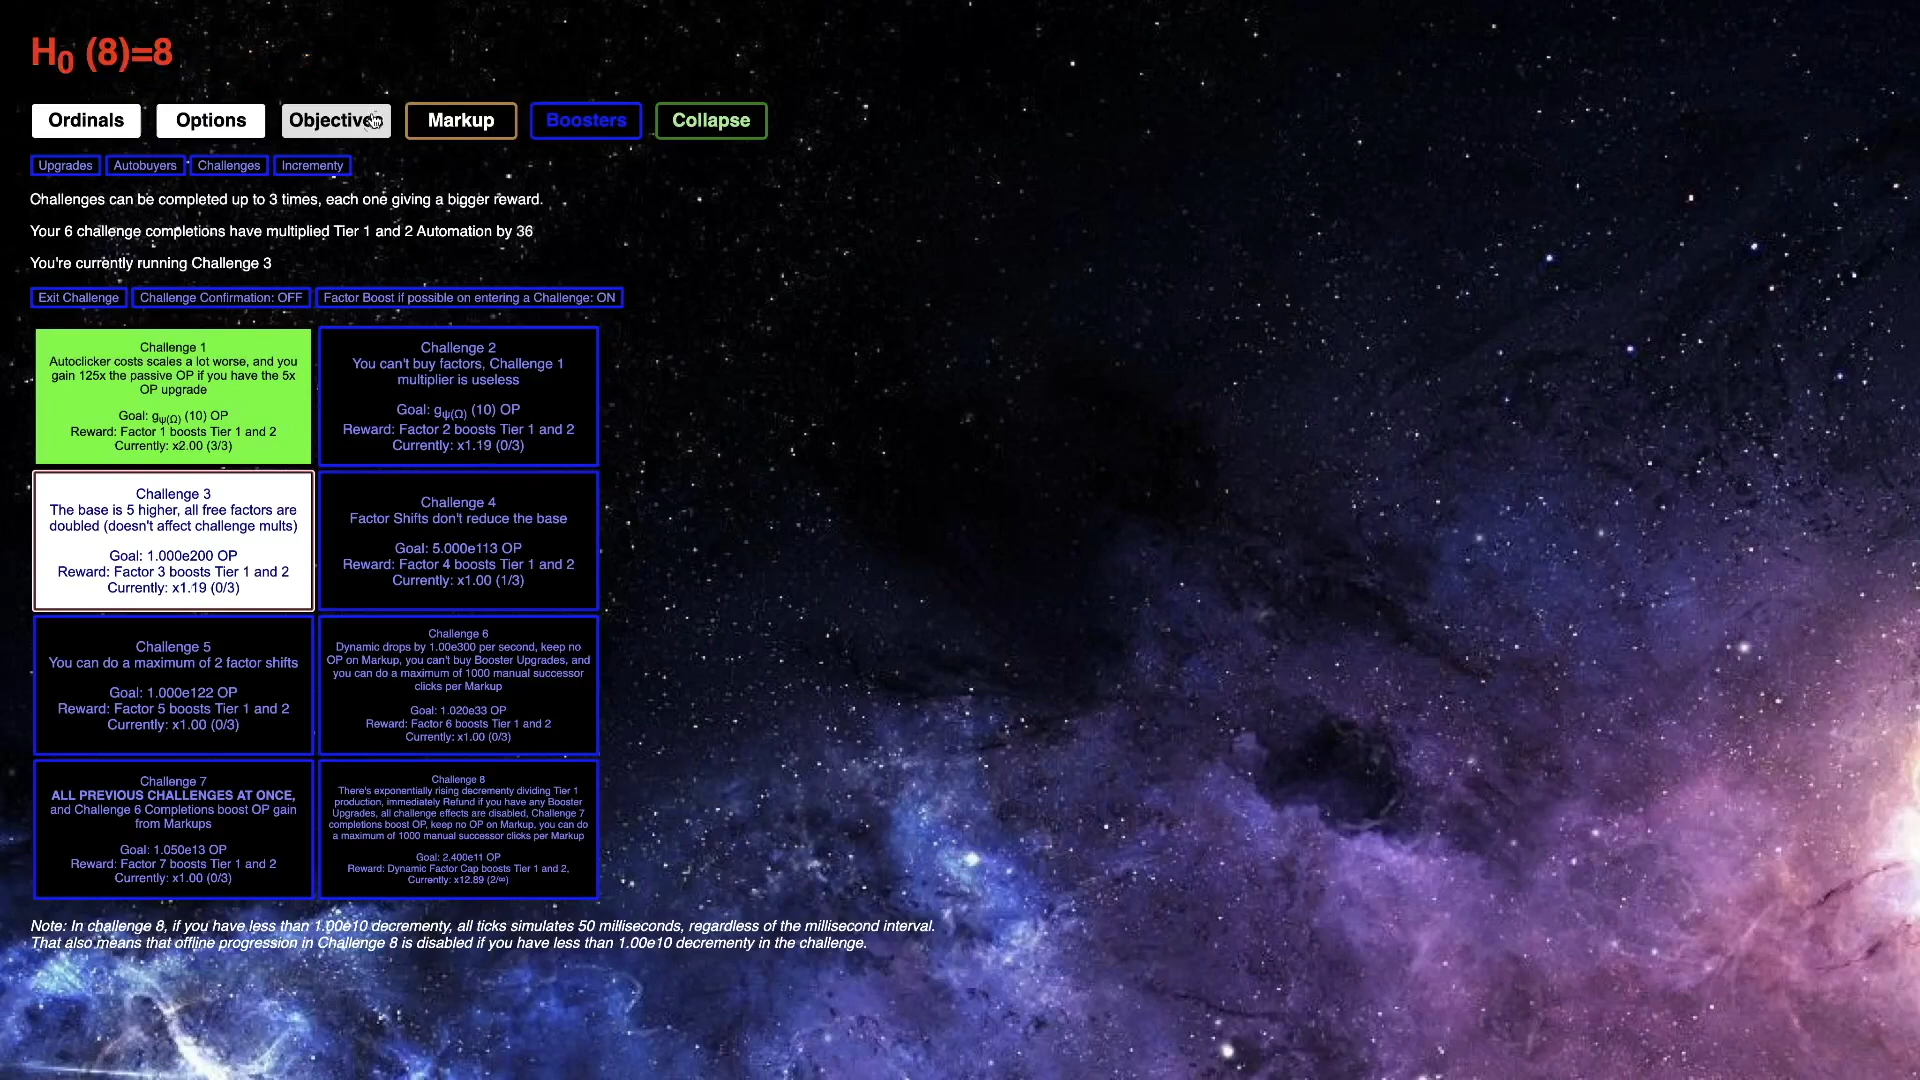 H₀ (8)=8
Ordinals Options Objectives Markup Boosters Collapse
Upgrades Autobuyers Challenges Incrementy
Challenges can be completed up to 3 times, each one giving a bigger reward.
Your 6 challenge completions have multiplied Tier 1 and 2 Automation by 36
You're currently running Challenge 3
Exit Challenge Challenge Confirmation: OFF Factor Boost if possible on entering a Challenge: ON
Challenge 1
Autoclicker costs scales a lot worse, and you
gain 125x the passive OP if you have the 5x
OP upgrade
Goal: gψ(Ω) (10) OP
Reward: Factor 1 boosts Tier 1 and 2
Currently: x2.00 (3/3)
Challenge 2
You can't buy factors, Challenge 1
multiplier is useless
Goal: gψ(Ω) (10) OP
Reward: Factor 2 boosts Tier 1 and 2
Currently: x1.19 (0/3)
Challenge 3
The base is 5 higher, all free factors are
doubled (doesn't affect challenge mults)
Goal: 1.000e200 OP
Reward: Factor 3 boosts Tier 1 and 2
Currently: x1.19 (0/3)
Challenge 4
Factor Shifts don't reduce the base
Goal: 5.000e113 OP
Reward: Factor 4 boosts Tier 1 and 2
Currently: x1.00 (1/3)
Challenge 5
You can do a maximum of 2 factor shifts
Goal: 1.000e122 OP
Reward: Factor 5 boosts Tier 1 and 2
Currently: x1.00 (0/3)
Challenge 6
Dynamic drops by 1.00e300 per second, keep no
OP on Markup, you can't buy Booster Upgrades, and
you can do a maximum of 1000 manual successor
clicks per Markup
Goal: 1.020e33 OP
Reward: Factor 6 boosts Tier 1 and 2
Currently: x1.00 (0/3)
Challenge 7
ALL PREVIOUS CHALLENGES AT ONCE,
and Challenge 6 Completions boost OP gain
from Markups
Goal: 1.050e13 OP
Reward: Factor 7 boosts Tier 1 and 2
Currently: x1.00 (0/3)
Challenge 8
There's exponentially rising decrementy dividing Tier 1
production, immediately Refund if you have any Booster
Upgrades, all challenge effects are disabled, Challenge 7
completions boost OP, keep no OP on Markup, you can do
a maximum of 1000 manual successor clicks per Markup
Goal: 2.400e11 OP
Reward: Dynamic Factor Cap boosts Tier 1 and 2,
Currently: x12.89 (2/∞)
Note: In challenge 8, if you have less than 1.00e10 decrementy, all ticks simulates 50 milliseconds, regardless of the millisecond interval.
That also means that offline progression in Challenge 8 is disabled if you have less than 1.00e10 decrementy in the challenge.